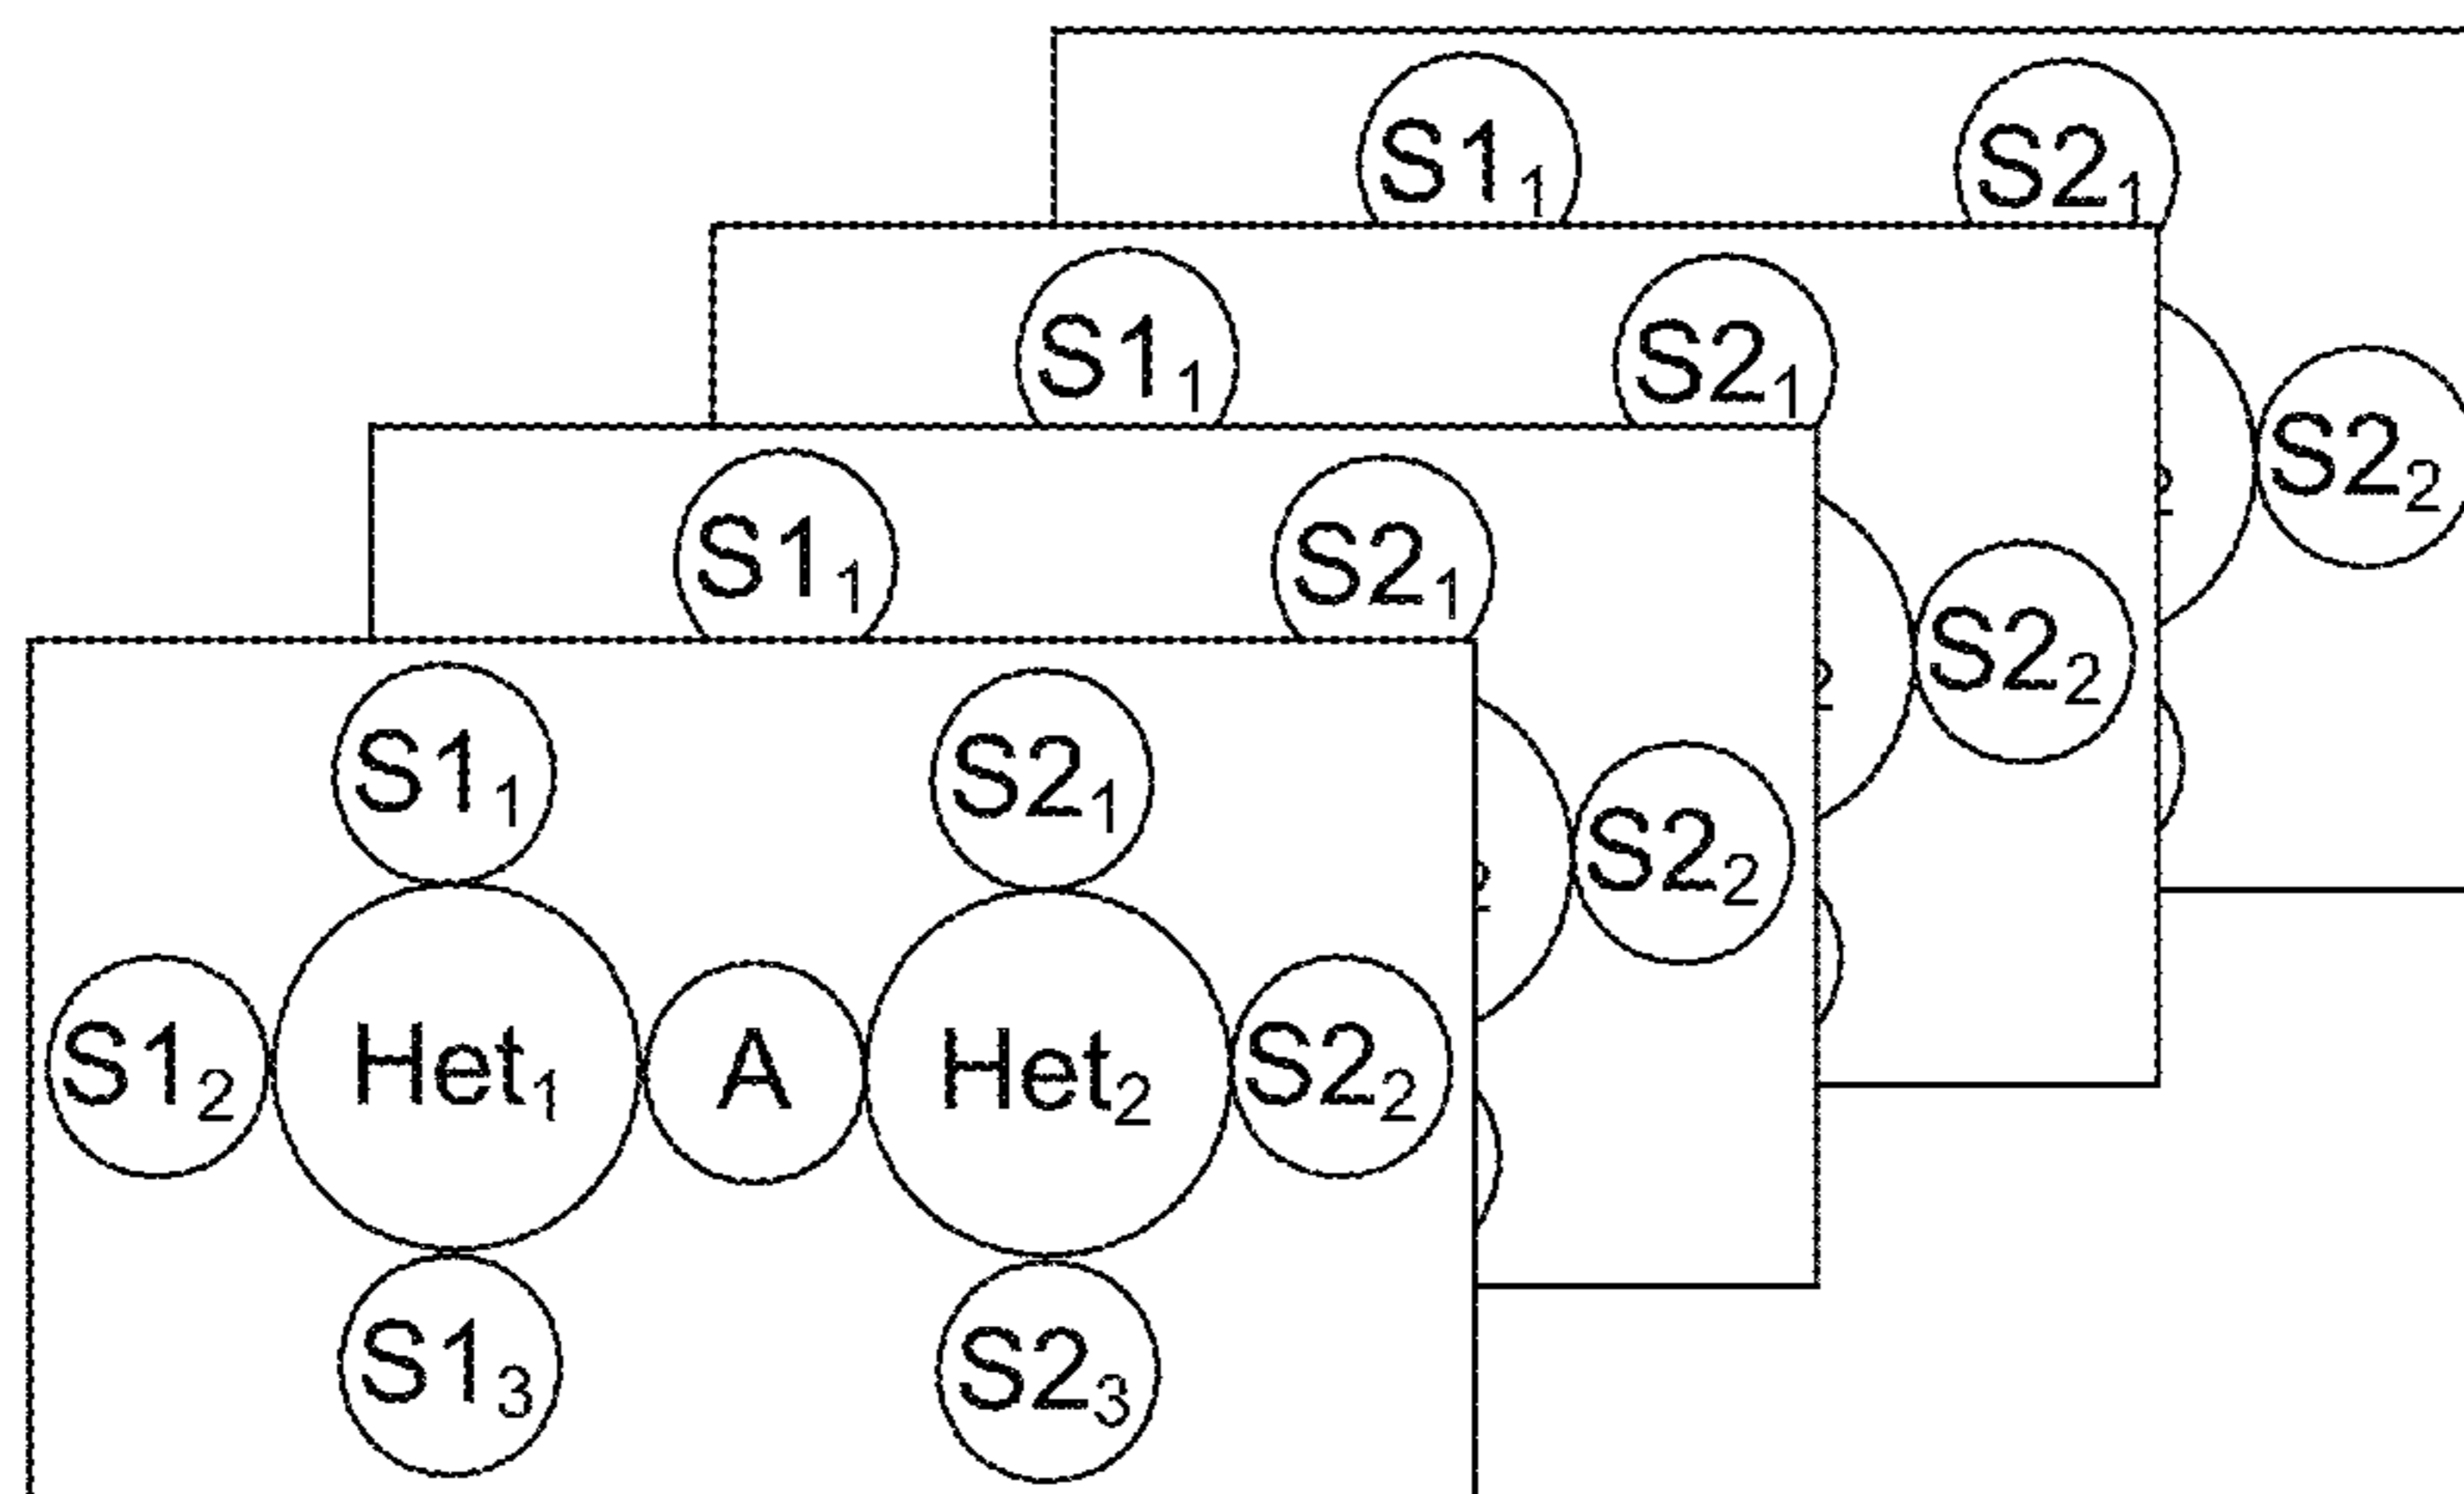 S1₁ S2₁
S1₁ S2₁
S2₂
S1₁ S2₁
S2₂
S1₁ S2₁
S2₂
S1₂ Het₁ A Het₂ S2₂
S1₃ S2₃